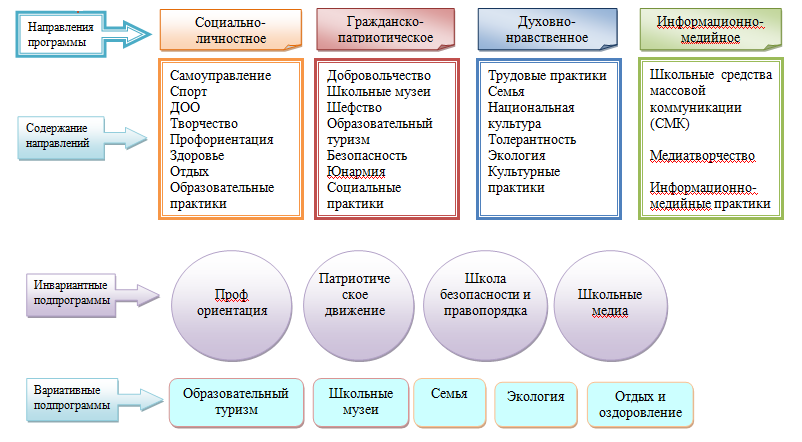 Направления
программы
Социально-
личностное
Гражданско-
патриотическое
Духовно-
нравственное
Информационно-
медийное
Содержание
направлений
Самоуправление
Спорт
ДОО
Творчество
Профориентация
Здоровье
Отдых
Образовательные
практики
Добровольчество
Школьные музеи
Шефство
Образовательный
туризм
Безопасность
Юнармия
Социальные
практики
Трудовые практики
Семья
Национальная
культура
Толерантность
Экология
Культурные
практики
Школьные средства
массовой
коммуникации
(СМК)
Медиатворчество
Информационно-
медийные практики
Инвариантные
подпрограммы
Проф
ориентация
Патриотиче
ское
движение
Школа
безопасности и
правопорядка
Школьные
медиа
Вариативные
подпрограммы
Образовательный
туризм
Школьные
музеи
Семья
Экология
Отдых и
оздоровление